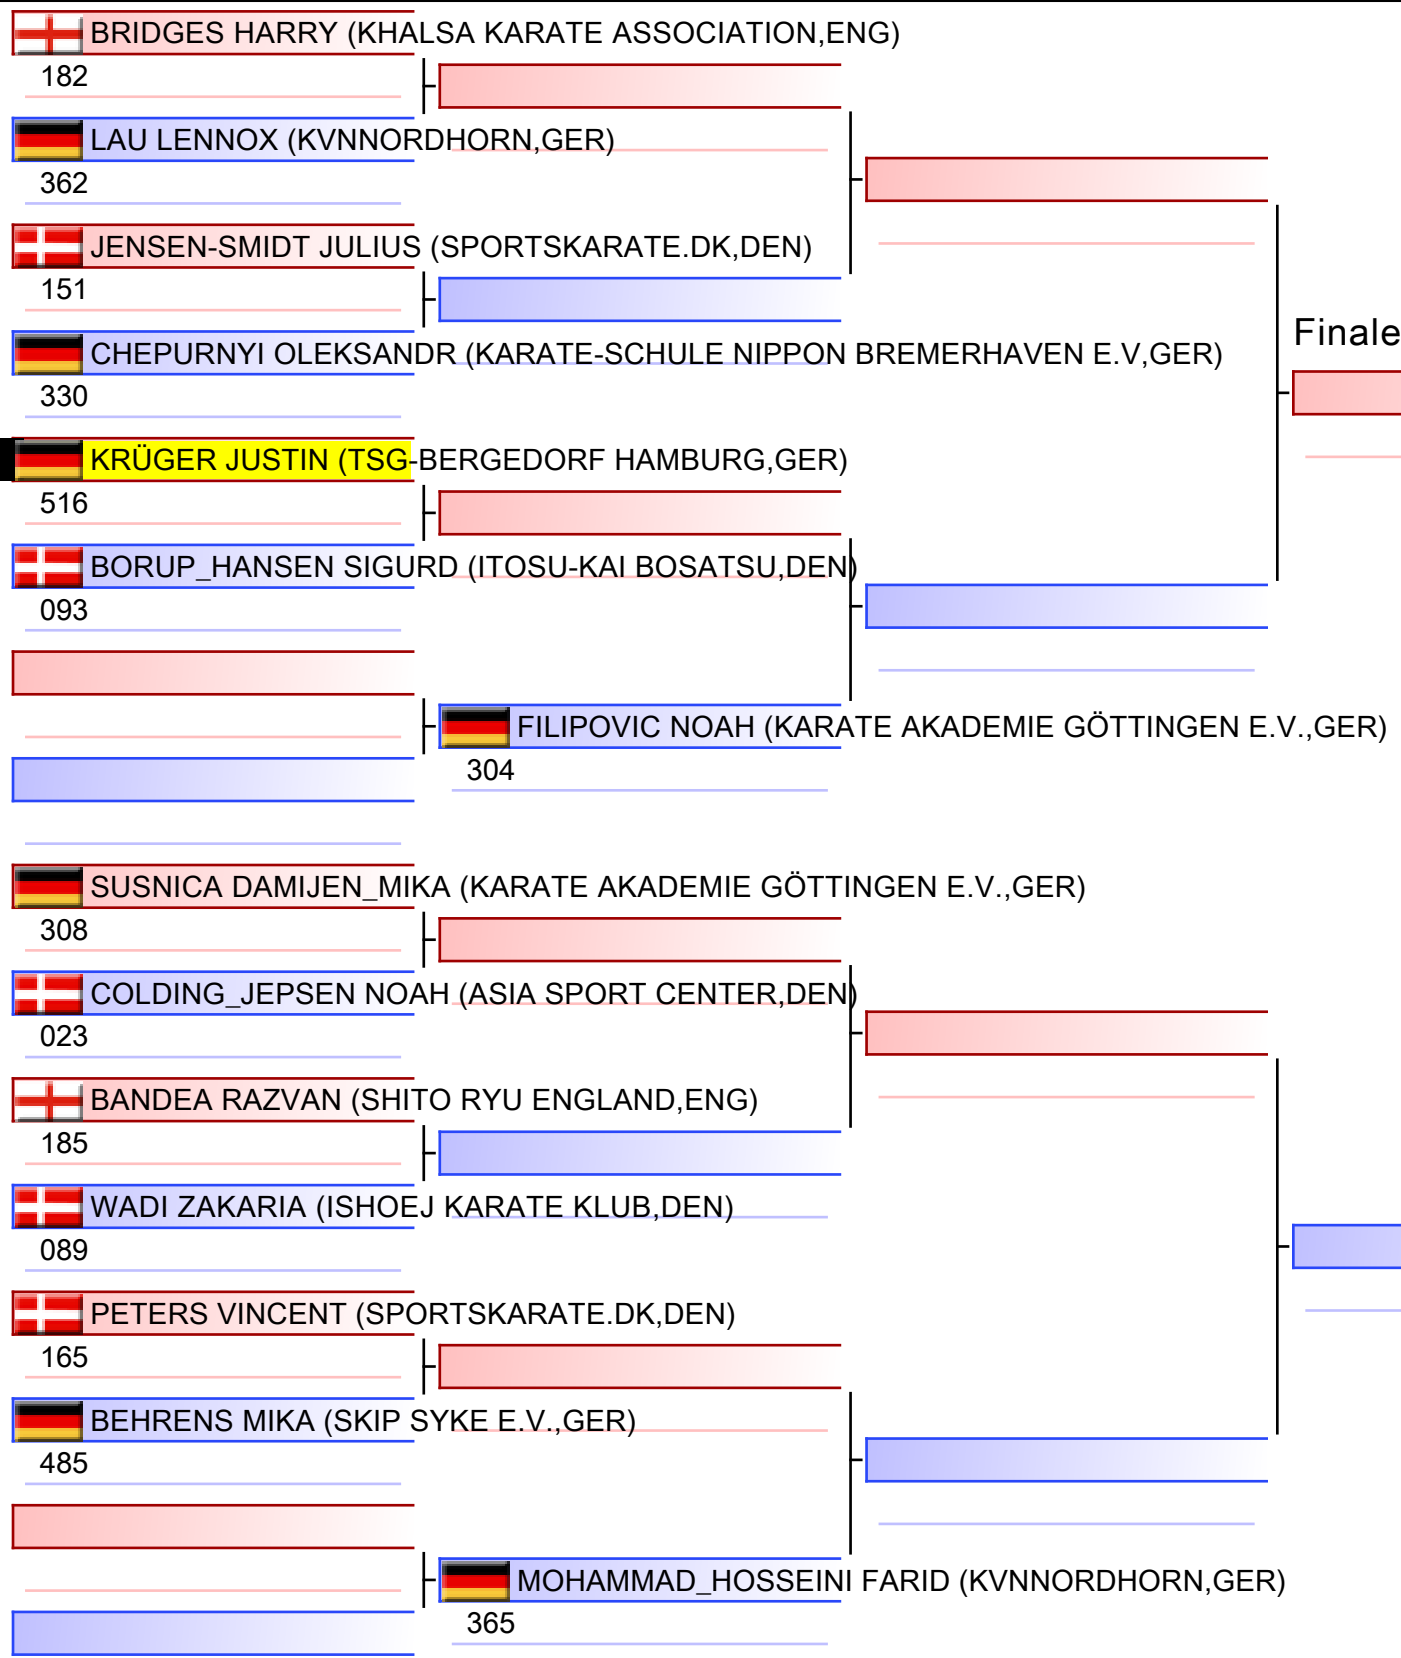 BRIDGES HARRY (KHALSA KARATE ASSOCIATION,ENG)
182
LAU LENNOX (KVNNORDHORN,GER)
362
JENSEN-SMIDT JULIUS (SPORTSKARATE.DK,DEN)
151
Finale
CHEPURNYI OLEKSANDR (KARATE-SCHULE NIPPON BREMERHAVEN E.V,GER)
330
KRÜGER JUSTIN (TSG-BERGEDORF HAMBURG,GER)
516
BORUP_HANSEN SIGURD (ITOSU-KAI BOSATSU,DEN)
093
FILIPOVIC NOAH (KARATE AKADEMIE GÖTTINGEN E.V.,GER)
304
SUSNICA DAMIJEN_MIKA (KARATE AKADEMIE GÖTTINGEN E.V.,GER)
308
COLDING_JEPSEN NOAH (ASIA SPORT CENTER,DEN)
023
BANDEA RAZVAN (SHITO RYU ENGLAND,ENG)
185
WADI ZAKARIA (ISHOEJ KARATE KLUB,DEN)
089
PETERS VINCENT (SPORTSKARATE.DK,DEN)
165
BEHRENS MIKA (SKIP SYKE E.V.,GER)
485
MOHAMMAD_HOSSEINI FARID (KVNNORDHORN,GER)
365